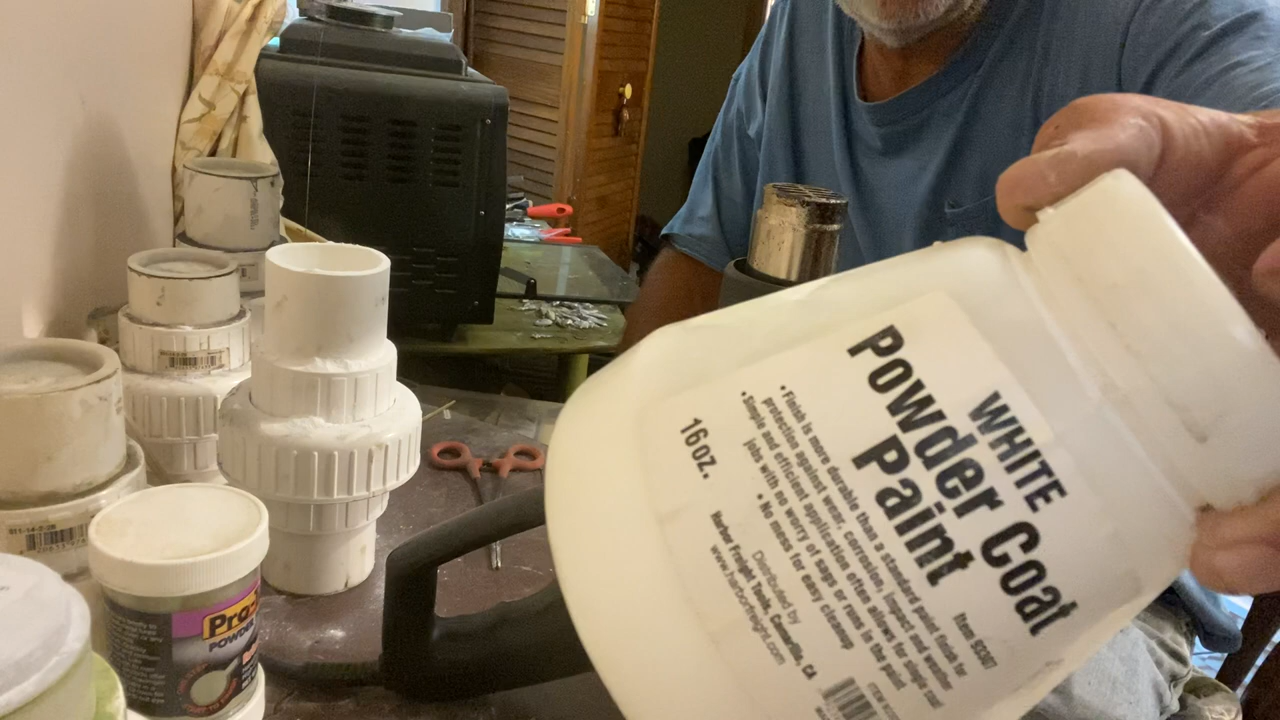 WHITE
Powder Coat
Paint
• Finish is more durable than a standard paint finish for
protection against wear, corrosion, impact and weather
• Simple and efficient application often allows for single coat
jobs with no worry of sags or runs in the paint
• No mess for easy cleanup
16 oz.
Distributed by
Harbor Freight Tools, Camarillo, CA
www.harborfreight.com
Pro-
POWDER